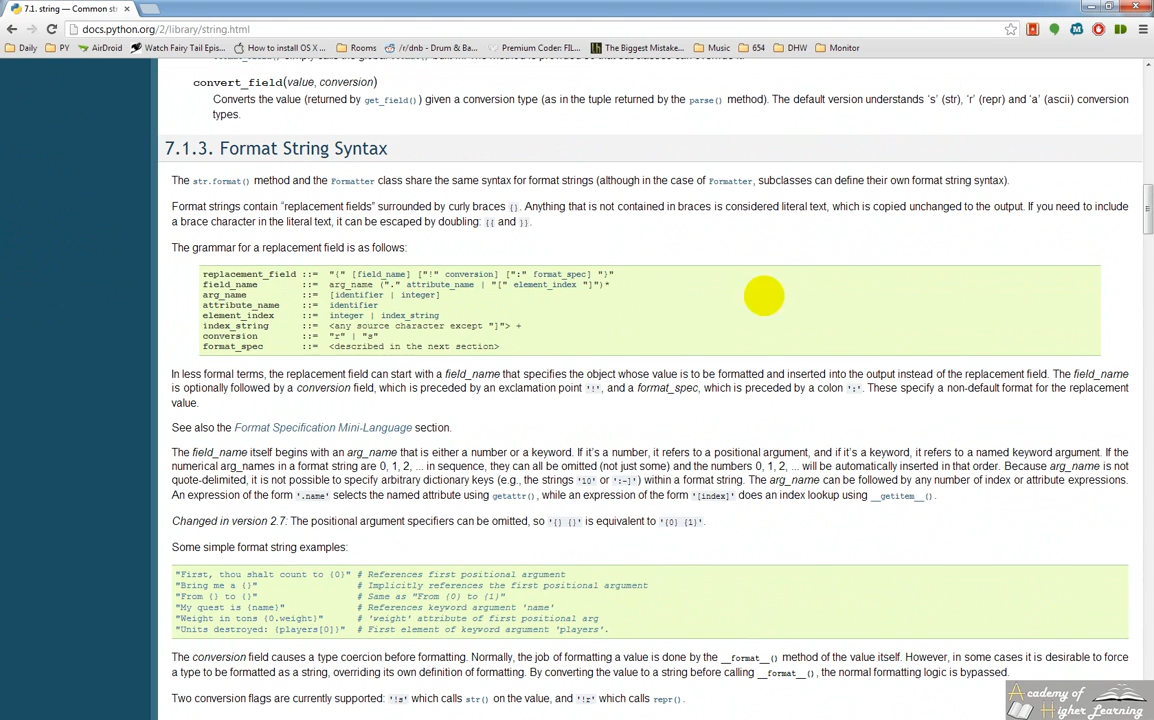 7.1. string — Common st
docs.python.org/2/library/string.html
Daily PY AirDroid Watch Fairy Tail Epis... How to install OS X ... Rooms /r/dnb - Drum & Ba... Premium Coder: FIL... The Biggest Mistake... Music 654 DHW Monitor
convert_field(value, conversion)
Converts the value (returned by get_field()) given a conversion type (as in the tuple returned by the parse() method). The default version understands ‘s’ (str), ‘r’ (repr) and ‘a’ (ascii) conversion
types.
7.1.3. Format String Syntax
The str.format() method and the Formatter class share the same syntax for format strings (although in the case of Formatter, subclasses can define their own format string syntax).
Format strings contain “replacement fields” surrounded by curly braces {}. Anything that is not contained in braces is considered literal text, which is copied unchanged to the output. If you need to include
a brace character in the literal text, it can be escaped by doubling: {{ and }}.
The grammar for a replacement field is as follows:
replacement_field ::= "{" [field_name] ["!" conversion] [":" format_spec] "}"
field_name ::= arg_name ("." attribute_name | "[" element_index "]")*
arg_name ::= [identifier | integer]
attribute_name ::= identifier
element_index ::= integer | index_string
index_string ::= <any source character except "]"> +
conversion ::= "r" | "s"
format_spec ::= <described in the next section>
In less formal terms, the replacement field can start with a field_name that specifies the object whose value is to be formatted and inserted into the output instead of the replacement field. The field_name
is optionally followed by a conversion field, which is preceded by an exclamation point '!', and a format_spec, which is preceded by a colon ':'. These specify a non-default format for the replacement
value.
See also the Format Specification Mini-Language section.
The field_name itself begins with an arg_name that is either a number or a keyword. If it’s a number, it refers to a positional argument, and if it’s a keyword, it refers to a named keyword argument. If the
numerical arg_names in a format string are 0, 1, 2, ... in sequence, they can all be omitted (not just some) and the numbers 0, 1, 2, ... will be automatically inserted in that order. Because arg_name is not
quote-delimited, it is not possible to specify arbitrary dictionary keys (e.g., the strings '10' or ':-]') within a format string. The arg_name can be followed by any number of index or attribute expressions.
An expression of the form '.name' selects the named attribute using getattr(), while an expression of the form '[index]' does an index lookup using __getitem__().
Changed in version 2.7: The positional argument specifiers can be omitted, so '{} {}' is equivalent to '{0} {1}'.
Some simple format string examples:
"First, thou shalt count to {0}" # References first positional argument
"Bring me a {}" # Implicitly references the first positional argument
"From {} to {}" # Same as "From {0} to {1}"
"My quest is {name}" # References keyword argument 'name'
"Weight in tons {0.weight}" # 'weight' attribute of first positional arg
"Units destroyed: {players[0]}" # First element of keyword argument 'players'.
The conversion field causes a type coercion before formatting. Normally, the job of formatting a value is done by the __format__() method of the value itself. However, in some cases it is desirable to force
a type to be formatted as a string, overriding its own definition of formatting. By converting the value to a string before calling __format__(), the normal formatting logic is bypassed.
Two conversion flags are currently supported: '!s' which calls str() on the value, and '!r' which calls repr().
Academy of
Higher Learning